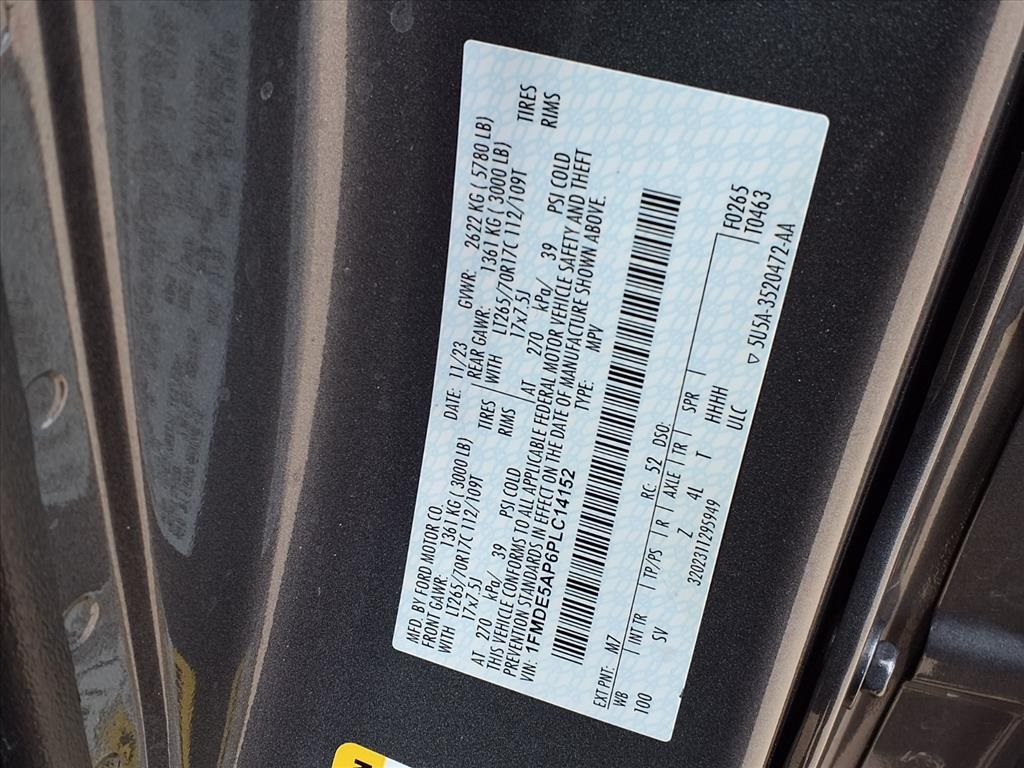 MFD. BY FORD MOTOR CO.
DATE: 11/23 GVWR: 2622 KG ( 5780 LB)
FRONT GAWR: 1361 KG ( 3000 LB) REAR GAWR: 1361 KG ( 3000 LB)
WITH LT265/70R17C 112/109T TIRES WITH LT265/70R17C 112/109T TIRES
17x7.5J RIMS 17x7.5J RIMS
AT 270 kPa/ 39 PSI COLD AT 270 kPa/ 39 PSI COLD
THIS VEHICLE CONFORMS TO ALL APPLICABLE FEDERAL MOTOR VEHICLE SAFETY AND THEFT
PREVENTION STANDARDS IN EFFECT ON THE DATE OF MANUFACTURE SHOWN ABOVE.
VIN: 1FMDE5AP6PLC14152 TYPE: MPV
EXT PNT: M7 RC: 52 DSO: F0265
WB INT TR TP/PS R AXLE TR SPR T0463
100 SV Z 4L T HHHH
320231129594​9 ULC
▽5U5A-3520472-AA